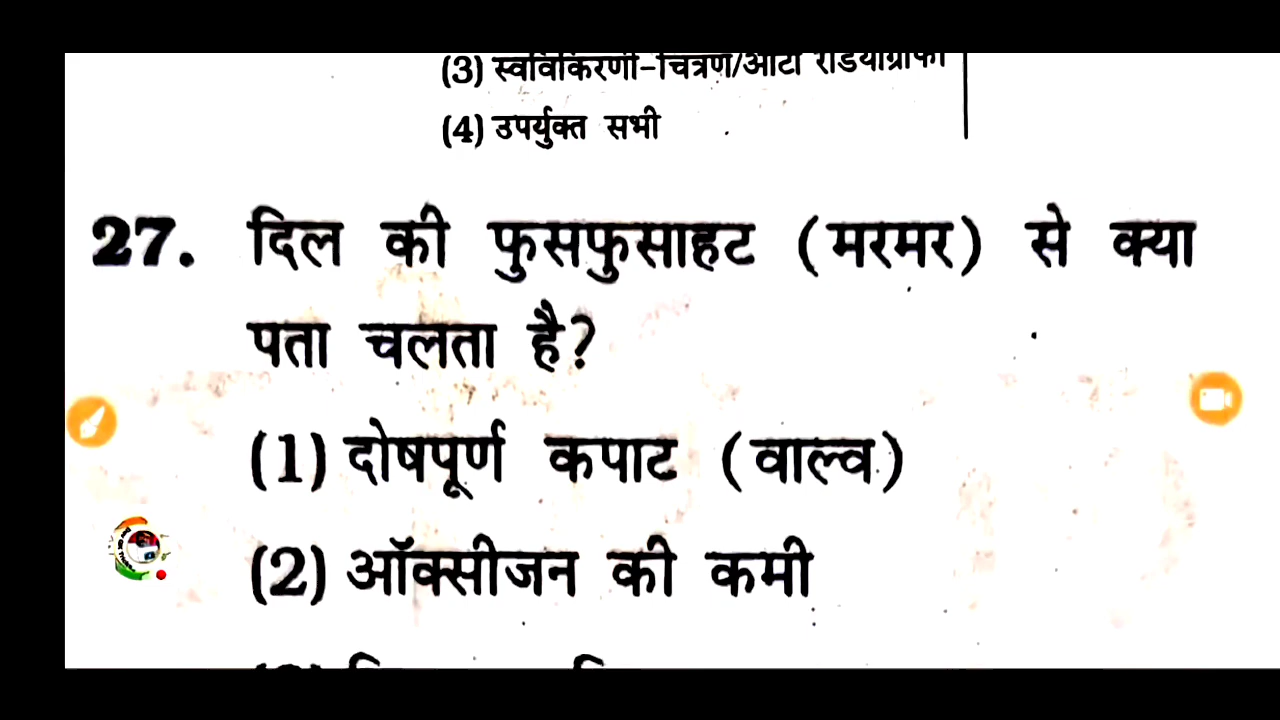 (3) स्वविकिरणी-चित्रण/ऑटो रेडियोग्राफी
(4) उपर्युक्त सभी
27. दिल की फुसफुसाहट (मरमर) से क्या
पता चलता है?
(1) दोषपूर्ण कपाट (वाल्व)
(2) ऑक्सीजन की कमी